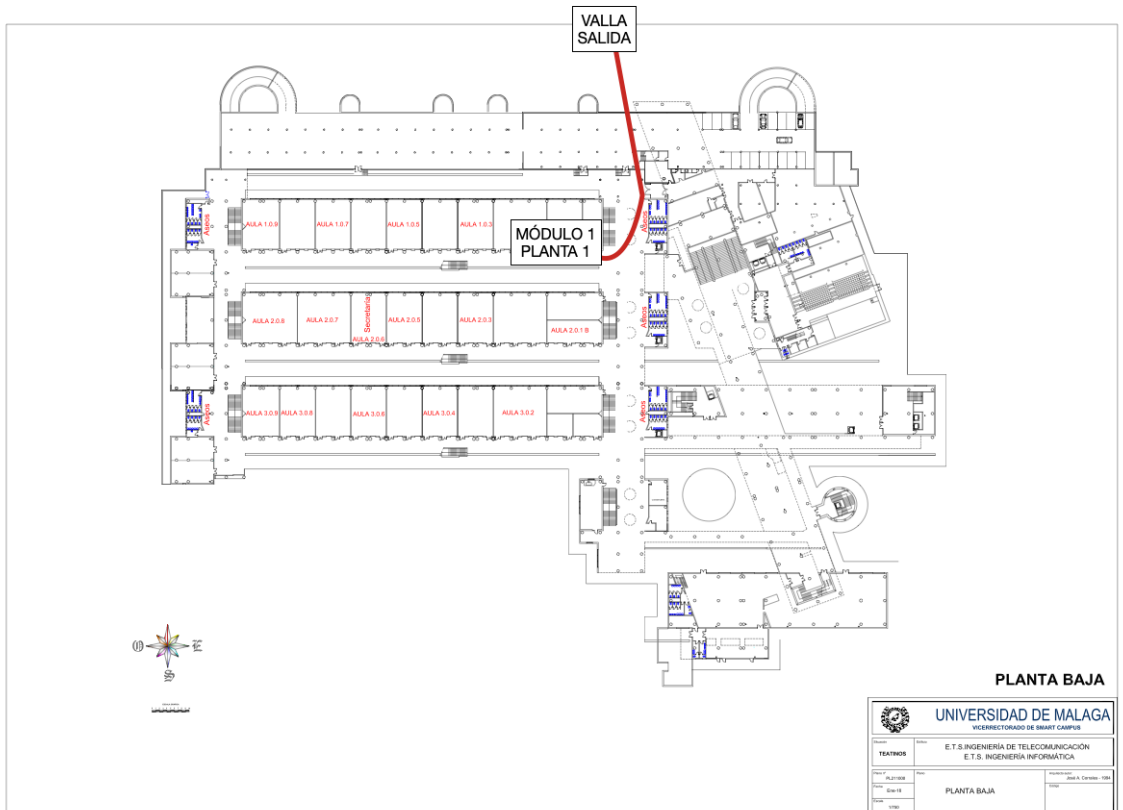 VALLA
SALIDA
AULA 1.0.9
AULA 1.0.7
AULA 1.0.5
AULA 1.0.3
Aseos
Aseos
MÓDULO 1
PLANTA 1
AULA 2.0.8
AULA 2.0.7
Secretaría
AULA 2.0.6
AULA 2.0.5
AULA 2.0.3
AULA 2.0.1 B
Aseos
Aseos
AULA 3.0.9
AULA 3.0.8
AULA 3.0.6
AULA 3.0.4
AULA 3.0.2
Aseos
O
E
S
PLANTA BAJA
UNIVERSIDAD DE MALAGA
VICERRECTORADO DE SMART CAMPUS
TEATINOS
E.T.S.INGENIERÍA DE TELECOMUNICACIÓN
E.T.S. INGENIERÍA INFORMÁTICA
PLANTA BAJA